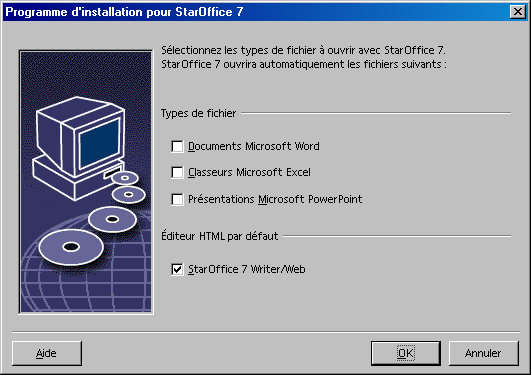 Programme d'installation pour StarOffice 7
Sélectionnez les types de fichier à ouvrir avec StarOffice 7.
StarOffice 7 ouvrira automatiquement les fichiers suivants :
Types de fichier
Documents Microsoft Word
Classeurs Microsoft Excel
Présentations Microsoft PowerPoint
Éditeur HTML par défaut
StarOffice 7 Writer/Web
Aide
OK
Annuler